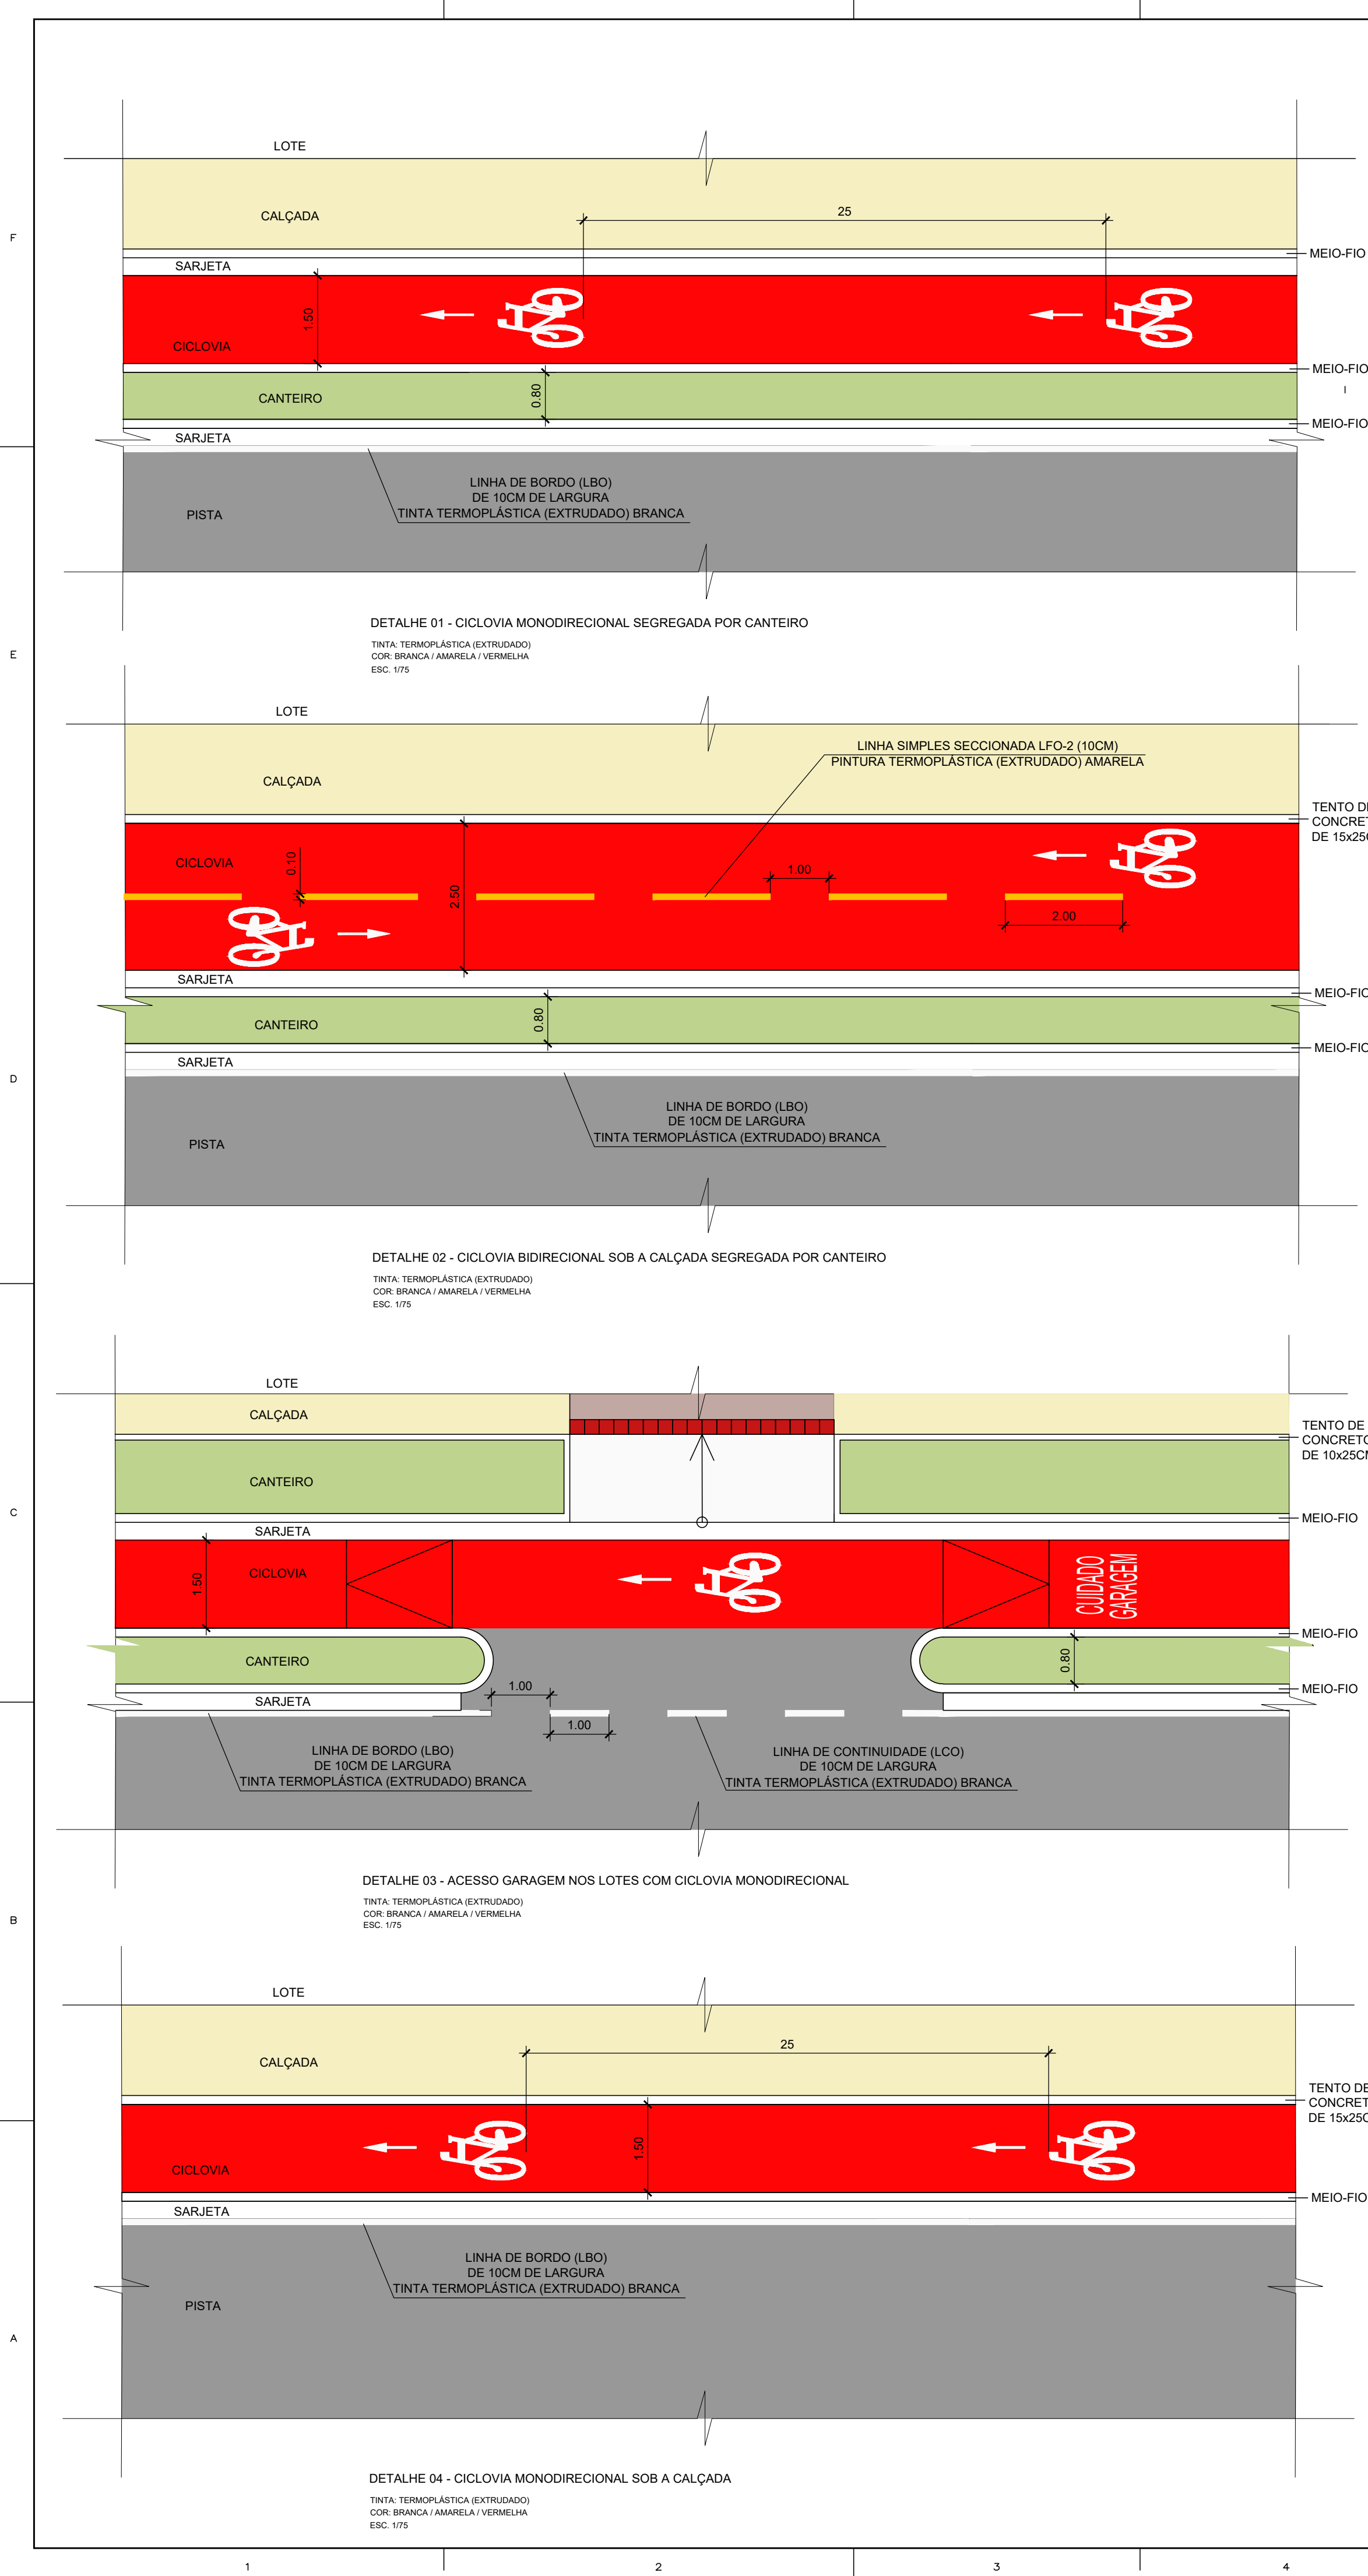 LOTE
CALÇADA
25
F
MEIO-FIO
SARJETA
1.50
CICLOVIA
MEIO-FIO
CANTEIRO
0.80
MEIO-FIO
SARJETA
LINHA DE BORDO (LBO)
DE 10CM DE LARGURA
TINTA TERMOPLÁSTICA (EXTRUDADO) BRANCA
PISTA
DETALHE 01 - CICLOVIA MONODIRECIONAL SEGREGADA POR CANTEIRO
TINTA: TERMOPLÁSTICA (EXTRUDADO)
COR: BRANCA / AMARELA / VERMELHA
ESC. 1/75
E
LOTE
LINHA SIMPLES SECCIONADA LFO-2 (10CM)
PINTURA TERMOPLÁSTICA (EXTRUDADO) AMARELA
CALÇADA
TENTO DE
CONCRET
DE 15x25C
CICLOVIA
0.10
2.50
1.00
2.00
SARJETA
MEIO-FIO
CANTEIRO
0.80
MEIO-FIO
SARJETA
D
LINHA DE BORDO (LBO)
DE 10CM DE LARGURA
TINTA TERMOPLÁSTICA (EXTRUDADO) BRANCA
PISTA
DETALHE 02 - CICLOVIA BIDIRECIONAL SOB A CALÇADA SEGREGADA POR CANTEIRO
TINTA: TERMOPLÁSTICA (EXTRUDADO)
COR: BRANCA / AMARELA / VERMELHA
ESC. 1/75
LOTE
CALÇADA
TENTO DE
CONCRETO
DE 10x25CM
CANTEIRO
C
MEIO-FIO
SARJETA
1.50
CICLOVIA
CUIDADO
GARAGEM
MEIO-FIO
CANTEIRO
0.80
MEIO-FIO
SARJETA
1.00
1.00
LINHA DE BORDO (LBO)
DE 10CM DE LARGURA
TINTA TERMOPLÁSTICA (EXTRUDADO) BRANCA
LINHA DE CONTINUIDADE (LCO)
DE 10CM DE LARGURA
TINTA TERMOPLÁSTICA (EXTRUDADO) BRANCA
DETALHE 03 - ACESSO GARAGEM NOS LOTES COM CICLOVIA MONODIRECIONAL
TINTA: TERMOPLÁSTICA (EXTRUDADO)
COR: BRANCA / AMARELA / VERMELHA
ESC. 1/75
B
LOTE
CALÇADA
25
TENTO DE
CONCRET
DE 15x25C
1.50
CICLOVIA
MEIO-FIO
SARJETA
LINHA DE BORDO (LBO)
DE 10CM DE LARGURA
TINTA TERMOPLÁSTICA (EXTRUDADO) BRANCA
PISTA
A
DETALHE 04 - CICLOVIA MONODIRECIONAL SOB A CALÇADA
TINTA: TERMOPLÁSTICA (EXTRUDADO)
COR: BRANCA / AMARELA / VERMELHA
ESC. 1/75
1
2
3
4